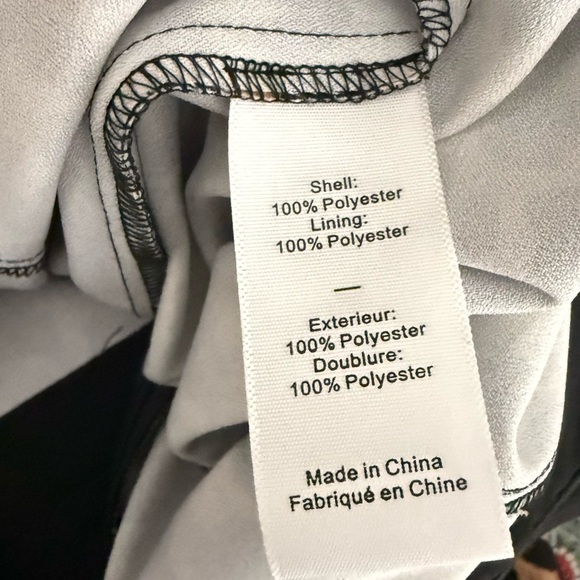 Shell:
100% Polyester
Lining:
100% Polyester
—
Exterieur:
100% Polyester
Doublure:
100% Polyester
Made in China
Fabriqué en Chine